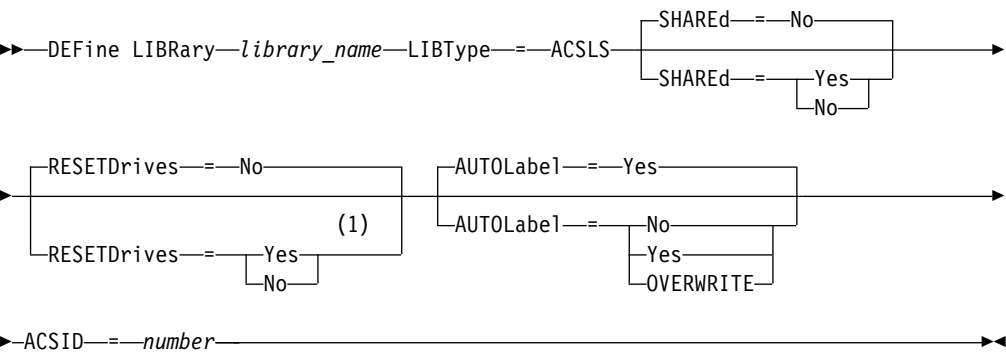 SHAREd = No
DEFine LIBRary library_name LIBType = ACSLS
SHAREd = Yes
No
RESETDrives = No AUTOLabel = Yes
(1)
RESETDrives = Yes AUTOLabel = No
No Yes
OVERWRITE
ACSID = number